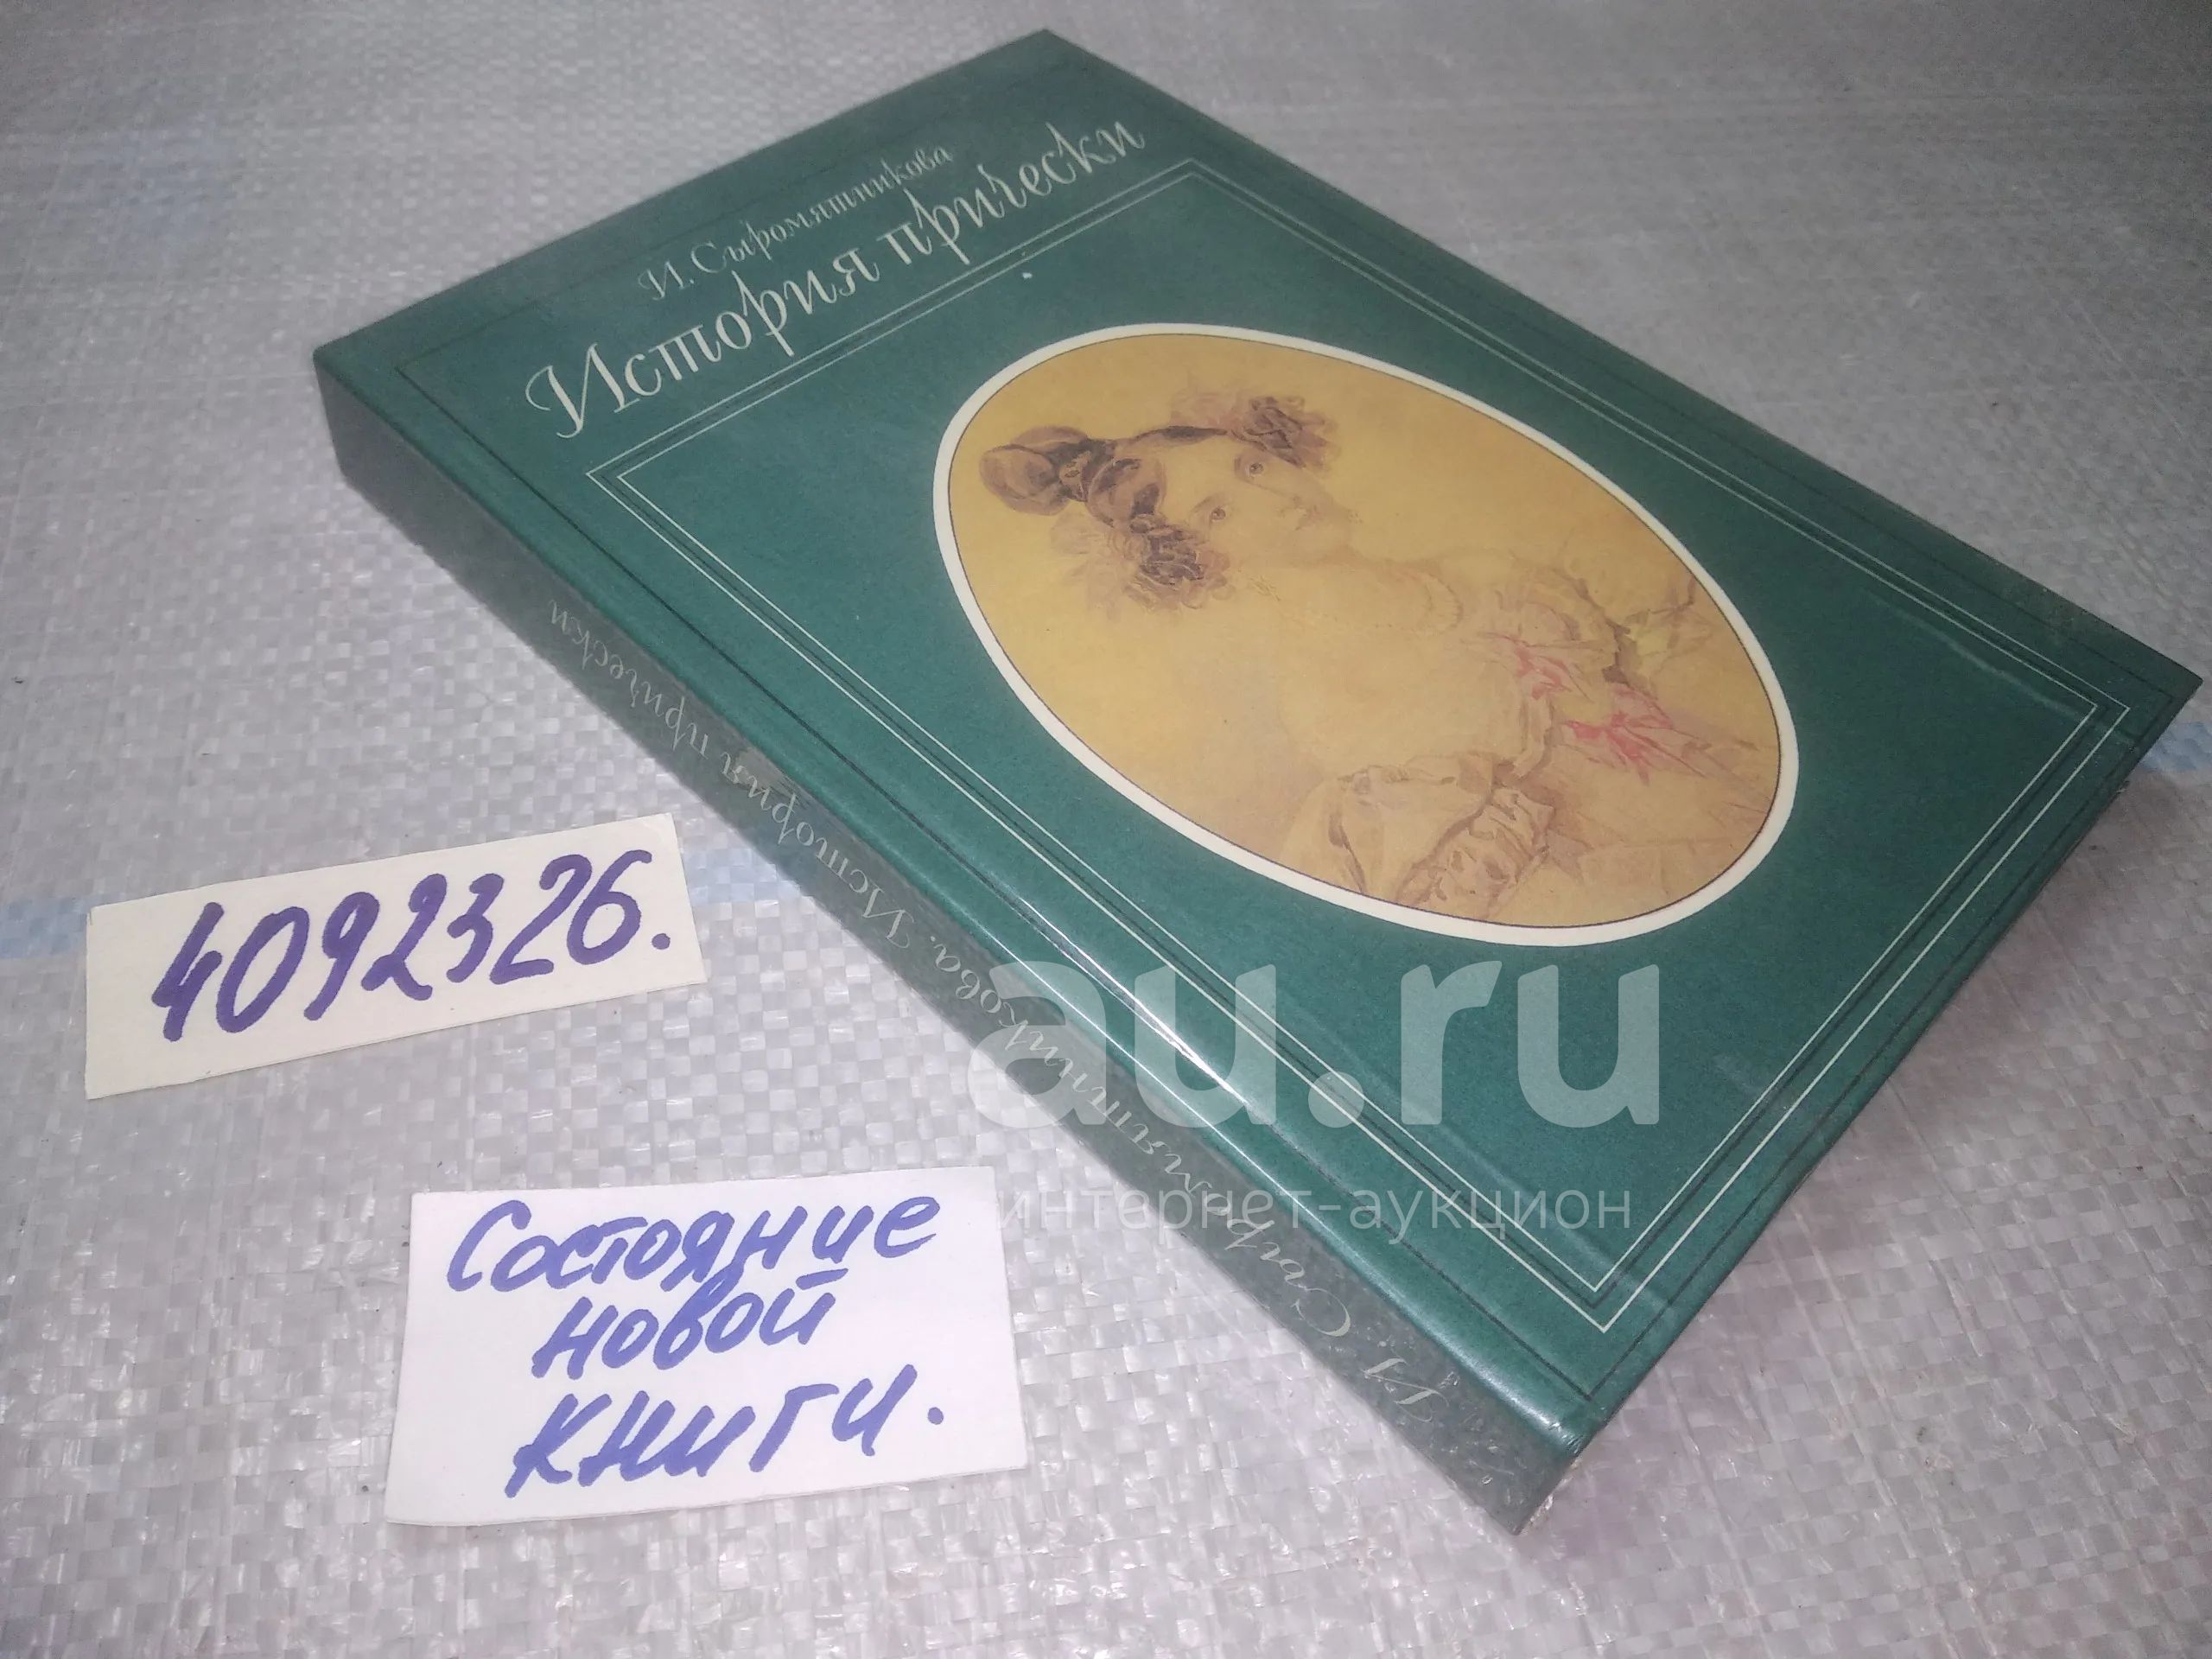 И. Сыромятникова
История прически
И. Сыромятникова. История прически
4092326.
Состояние
новой
книги.
au.ru
интернет-аукцион